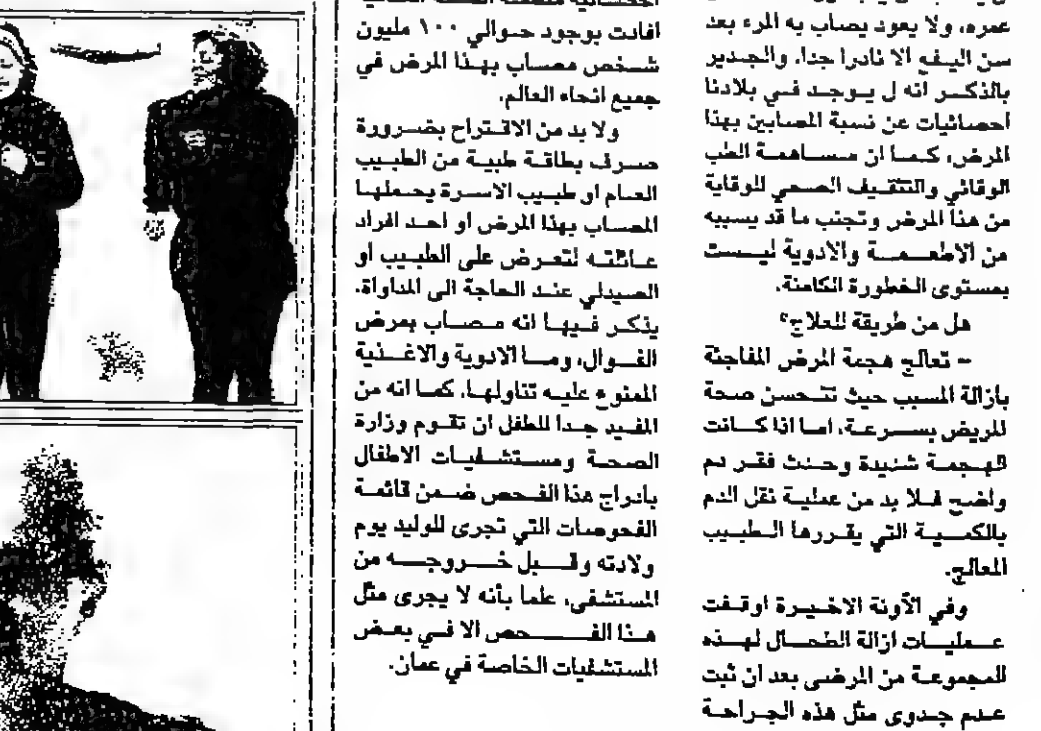 عمره، ولا يعود يصاب به المرء بعد
سن اليفع الا نادرا جدا، والجدير
بالذكر انه ل يوجد في بلادنا
احصائيات عن نسبة المصابين بهذا
المرض، كما ان مساهمة الطب
الوقائي والتثقيف الصحي للوقاية
من هذا المرض وتجنب ما قد يسببه
من الاطعمة والادوية ليست
بمستوى الخطورة الكامنة.
هل من طريقة للعلاج؟
- تعالج هجمة المرض المفاجئة
بازالة المسبب حيث تتحسن صحة
المريض بسرعة، اما اذا كانت
الهجمة شديدة وحدث فقر دم
واضح فلا بد من عملية نقل الدم
بالكمية التي يقررها الطبيب
المعالج.
وفي الآونة الاخيرة اوقفت
عمليات ازالة الطحال لهذه
المجموعة من المرضى بعد ان ثبت
عدم جدوى مثل هذه الجراحة
افادت بوجود حوالي ١٠٠ مليون
شخص مصاب بهذا المرض في
جميع انحاء العالم.
ولا بد من الاقتراح بضرورة
صرف بطاقة طبية من الطبيب
العام او طبيب الاسرة يحملها
المصاب بهذا المرض او احد افراد
عائلته لتعرض على الطبيب او
الصيدلي عند الحاجة الى المداواة.
يذكر فيها انه مصاب بمرض
الفوال، وما الادوية والاغذية
الممنوع عليه تناولها. كما انه من
المفيد جدا للطفل ان تقوم وزارة
الصحة ومستشفيات الاطفال
بادراج هذا الفحص ضمن قائمة
الفحوصات التي تجرى للوليد يوم
ولادته وقبل خروجه من
المستشفى، علما بأنه لا يجرى مثل
هذا الفحص الا في بعض
المستشفيات الخاصة في عمان.